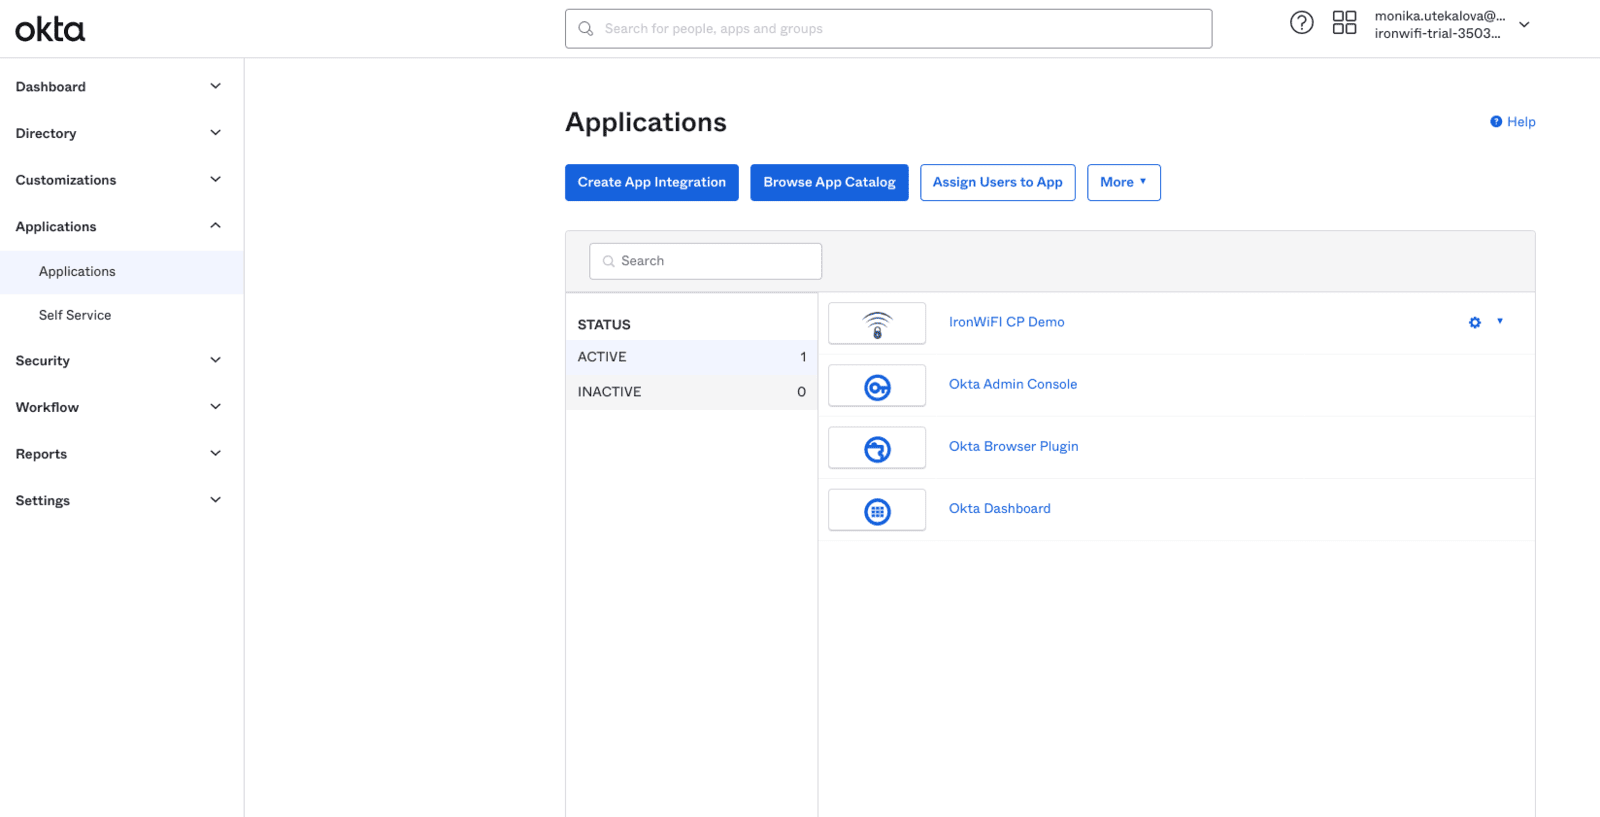 okta
Search for people, apps and groups
monika.utekalova@...
ironwifi-trial-3503...
Dashboard
Directory
Customizations
Applications
Applications
Self Service
Security
Workflow
Reports
Settings
Applications
Help
Create App Integration
Browse App Catalog
Assign Users to App
More
Search
STATUS
ACTIVE 1
INACTIVE 0
IronWiFI CP Demo
Okta Admin Console
Okta Browser Plugin
Okta Dashboard